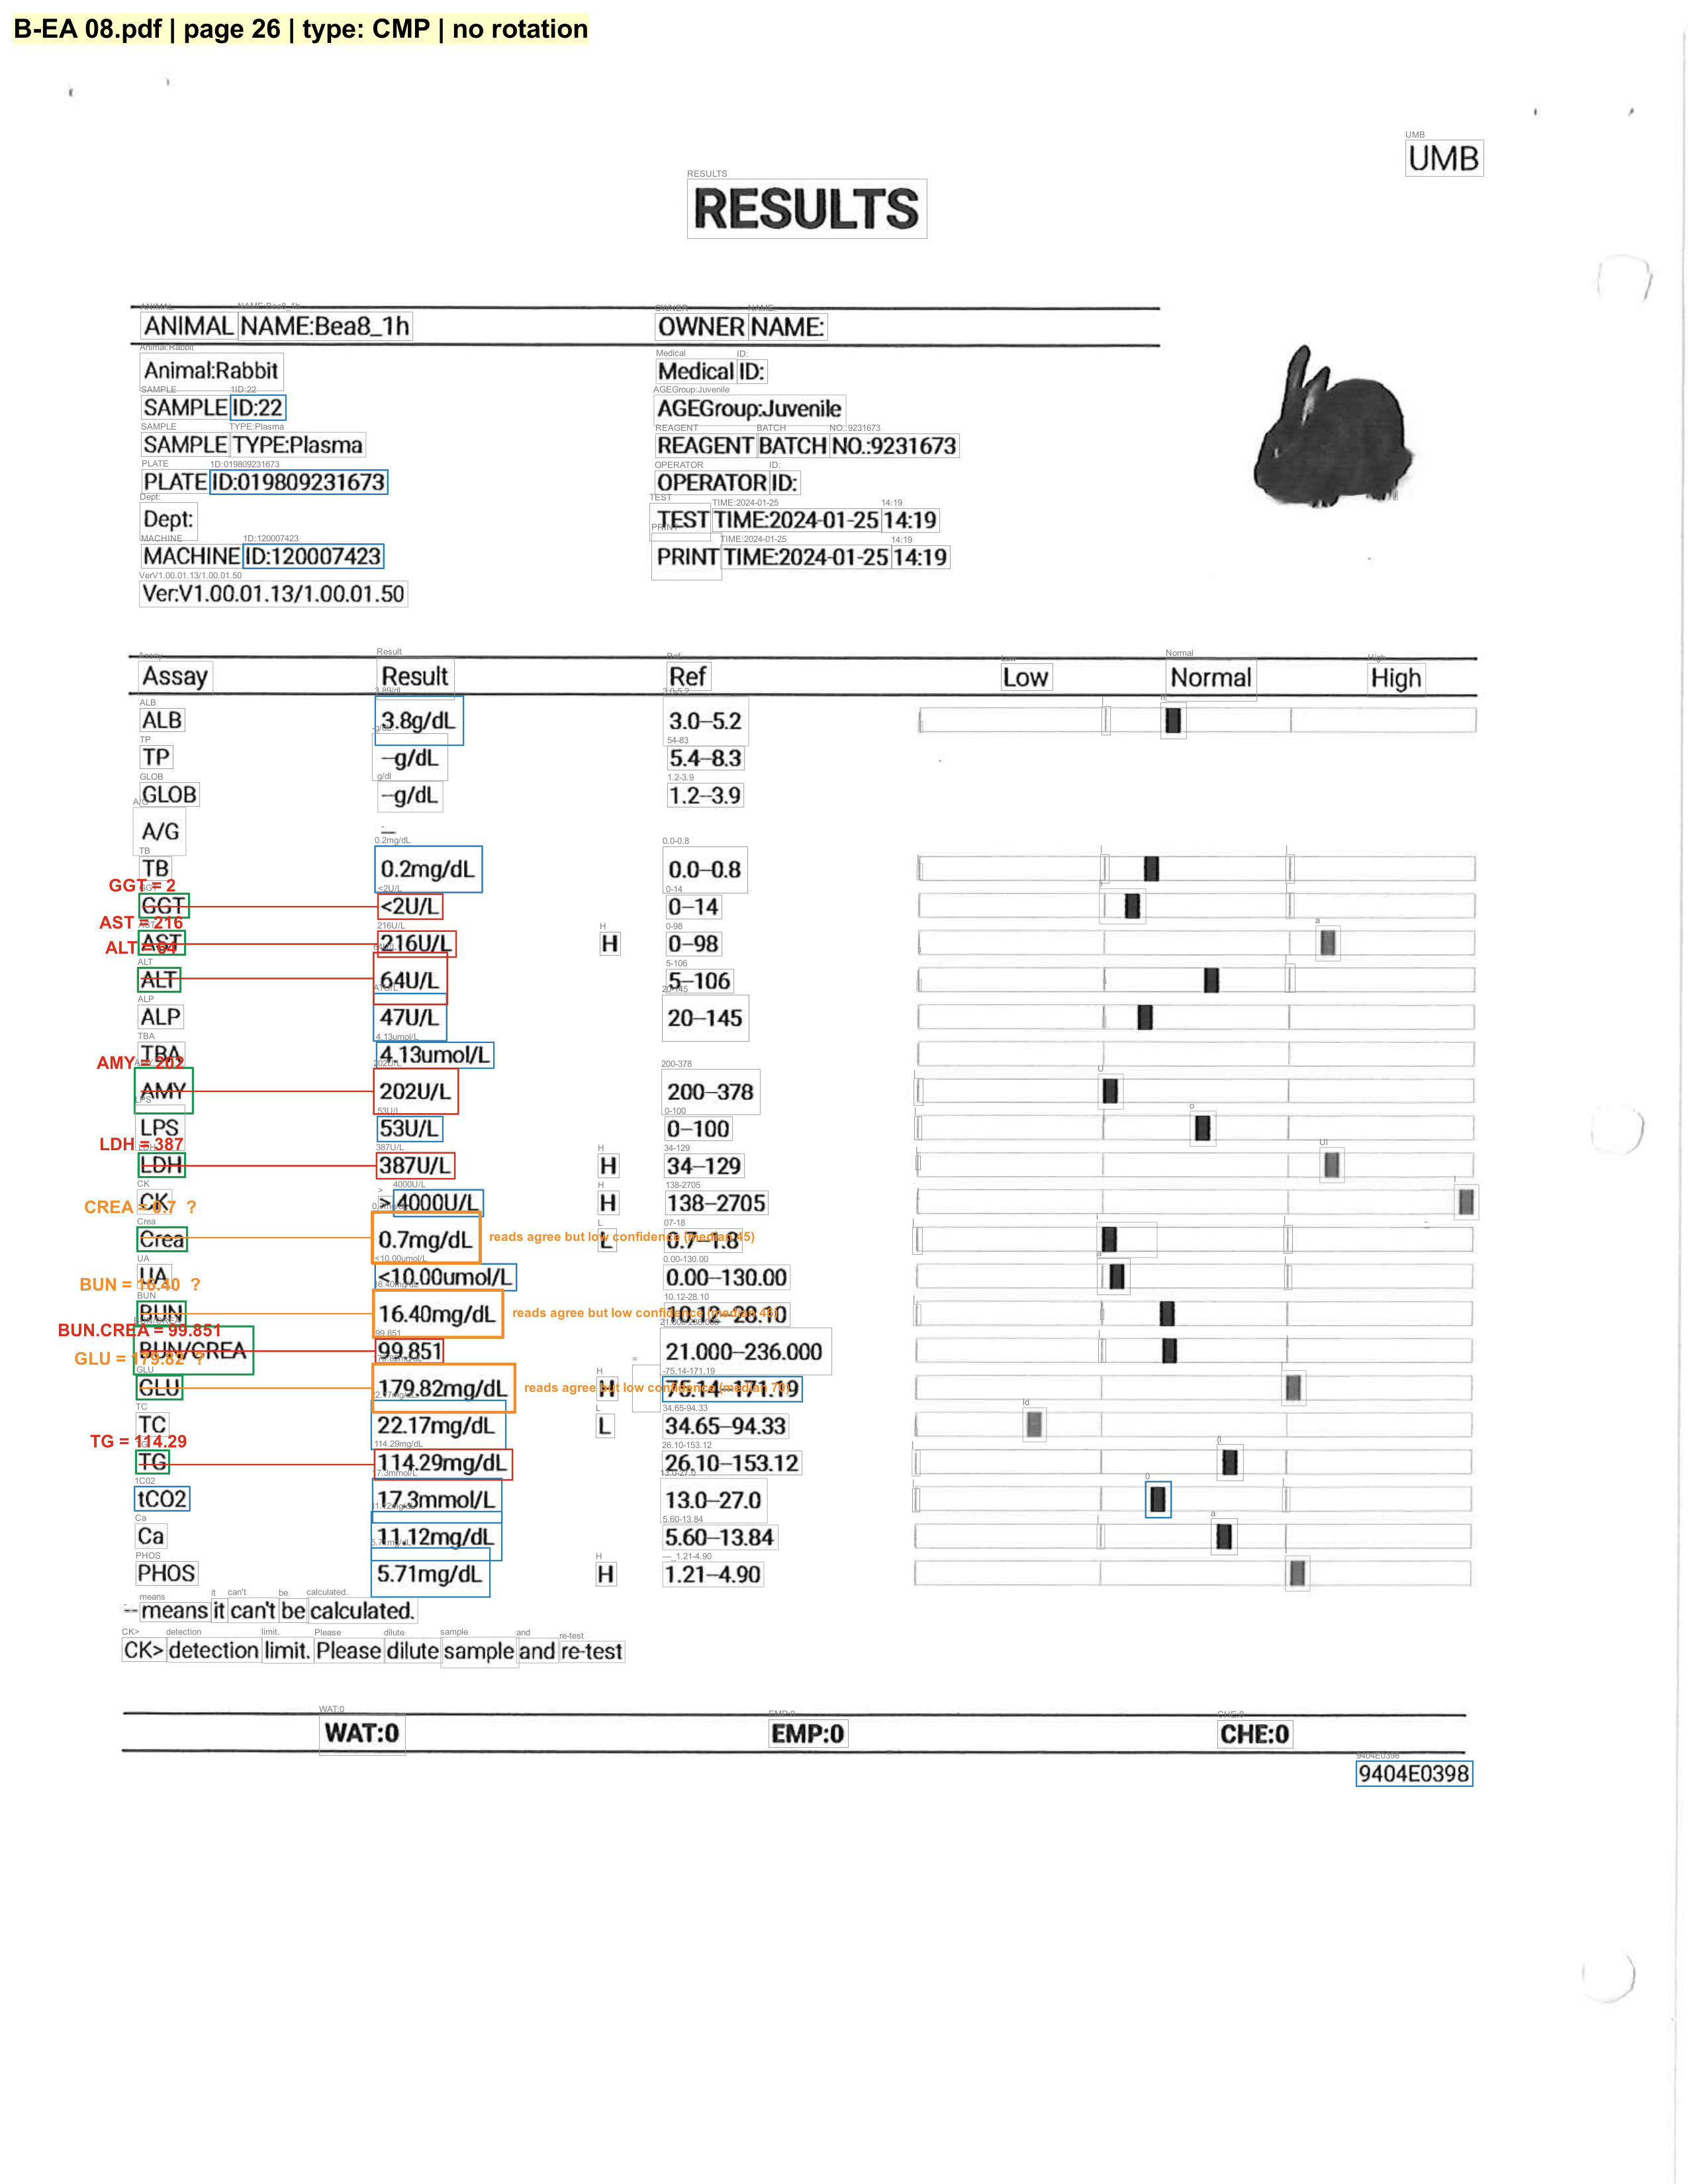 B-EA 08.pdf | page 26 | type: CMP | no rotation
UMB
RESULTS
ANIMAL NAME:Bea8_1h OWNER NAME:
Animal:Rabbit Medical ID:
SAMPLE ID:22 AGEGroup:Juvenile
SAMPLE TYPE:Plasma REAGENT BATCH NO.:9231673
PLATE ID:019809231673 OPERATOR ID:
Dept: TEST TIME:2024-01-25 14:19
MACHINE ID:120007423 PRINT TIME:2024-01-25 14:19
Ver:V1.00.01.13/1.00.01.50
Assay Result Ref Low Normal High
ALB 3.8g/dL 3.0--5.2
TP --g/dL 5.4--8.3
GLOB --g/dL 1.2--3.9
A/G --
TB 0.2mg/dL 0.0--0.8
GGT = 2
GGT <2U/L 0--14
AST = 216
AST 216U/L H 0--98
ALT = 64
ALT 64U/L 5--106
ALP 47U/L 20--145
TBA 4.13umol/L
AMY = 202
AMY 202U/L 200--378
LPS 53U/L 0--100
LDH = 387
LDH 387U/L H 34--129
CK > 4000U/L H 138--2705
CREA = 0.7 ?
Crea 0.7mg/dL L 0.7--1.8 reads agree but low confidence (median 45)
UA <10.00umol/L 0.00--130.00
BUN = 16.40 ?
BUN 16.40mg/dL 10.12--28.10 reads agree but low confidence
BUN.CREA = 99.851
BUN/CREA 99.851 21.000--236.000
GLU = 179.82 ?
GLU 179.82mg/dL H 75.14--171.19 reads agree but low confidence (median 70)
TC 22.17mg/dL L 34.65--94.33
TG = 114.29
TG 114.29mg/dL 26.10--153.12
tCO2 17.3mmol/L 13.0--27.0
Ca 11.12mg/dL 5.60--13.84
PHOS 5.71mg/dL H 1.21--4.90
-- means it can't be calculated.
CK> detection limit. Please dilute sample and re-test
WAT:0 EMP:0 CHE:0
9404E0398